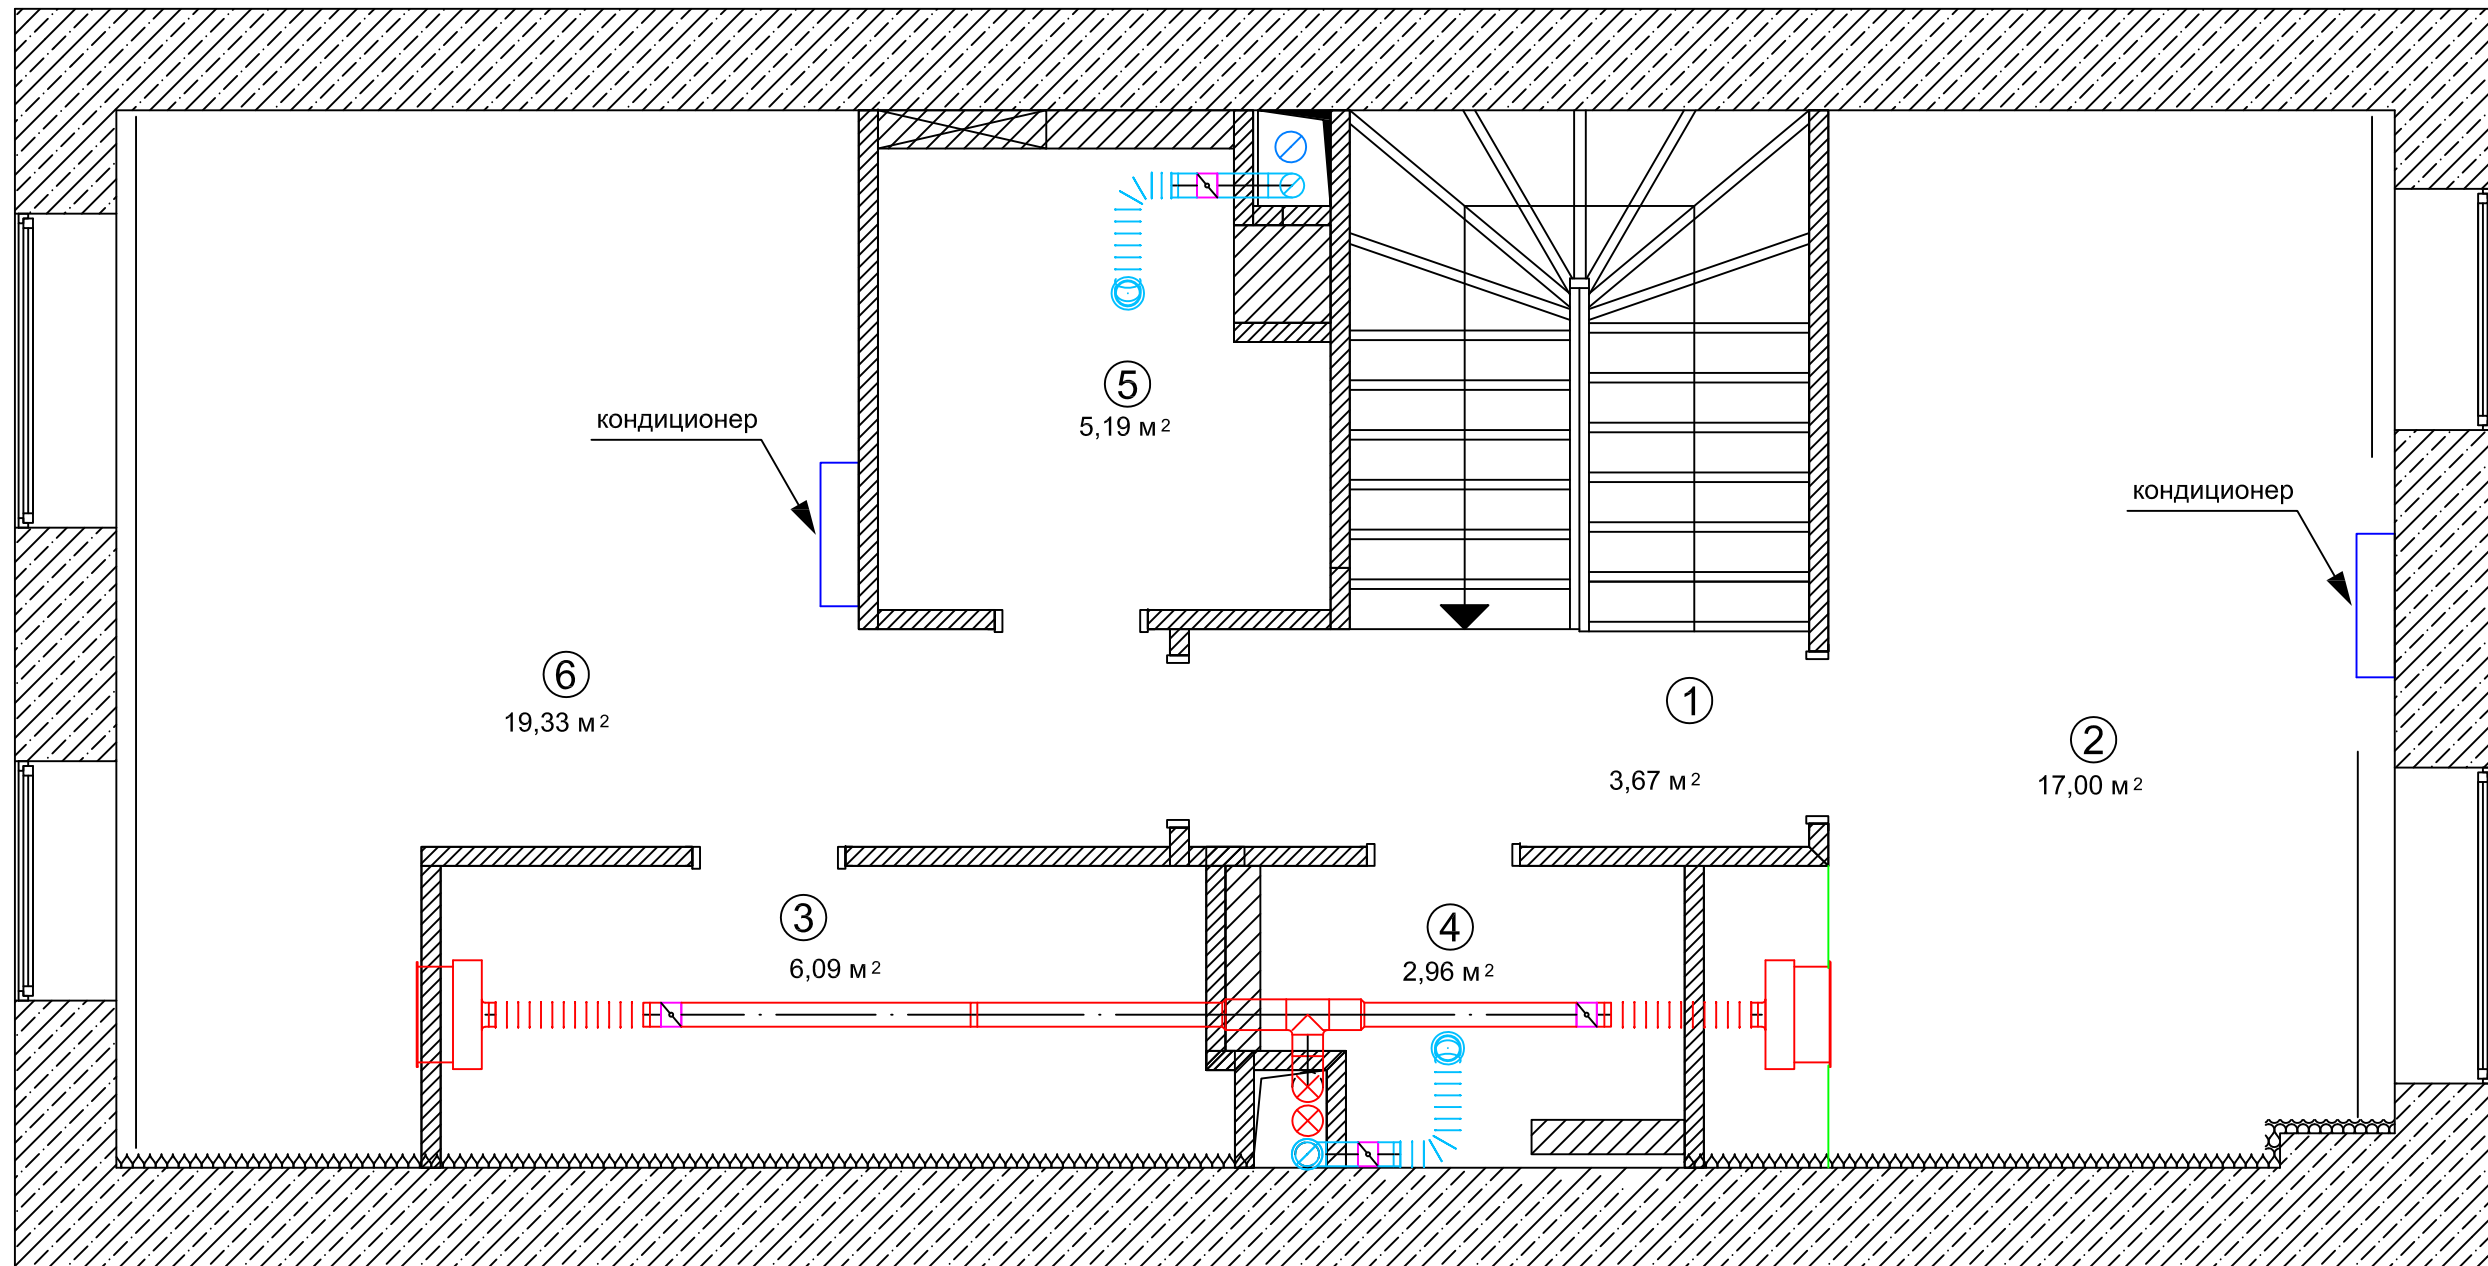 5
5,19 м²
кондиционер
кондиционер
6
19,33 м²
1
3,67 м²
2
17,00 м²
3
6,09 м²
4
2,96 м²